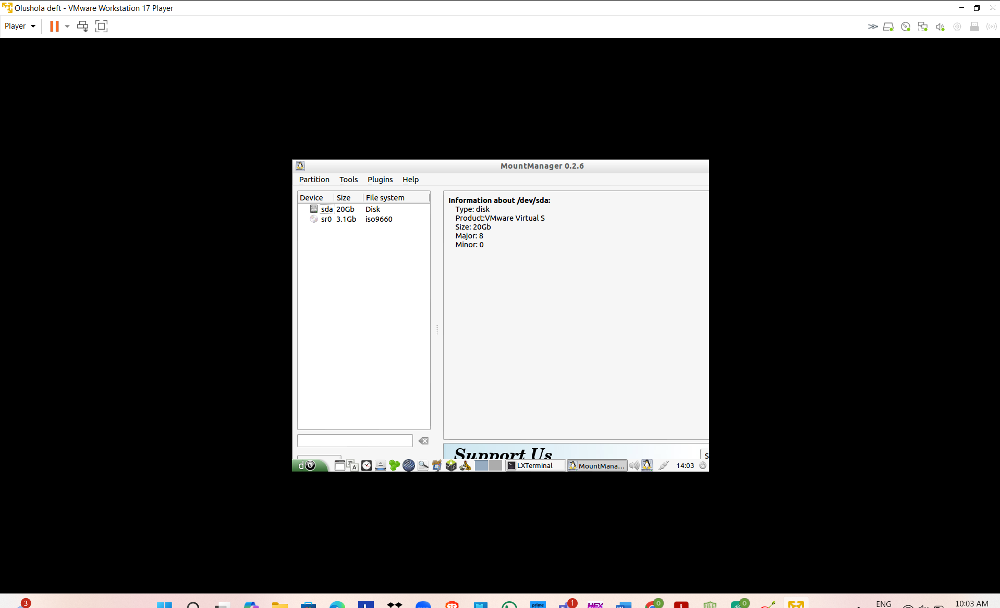 Olushola deft - VMware Workstation 17 Player
Player
MountManager 0.2.6
Partition Tools Plugins Help
Device Size File system
sda 20Gb Disk
sr0 3.1Gb iso9660
Information about /dev/sda:
Type: disk
Product:VMware Virtual S
Size: 20Gb
Major: 8
Minor: 0
Support Us
S
d8 A LXTerminal MountMana... 14:03
3
prime
1
HEX
W
0
0
ENG
10:03 AM